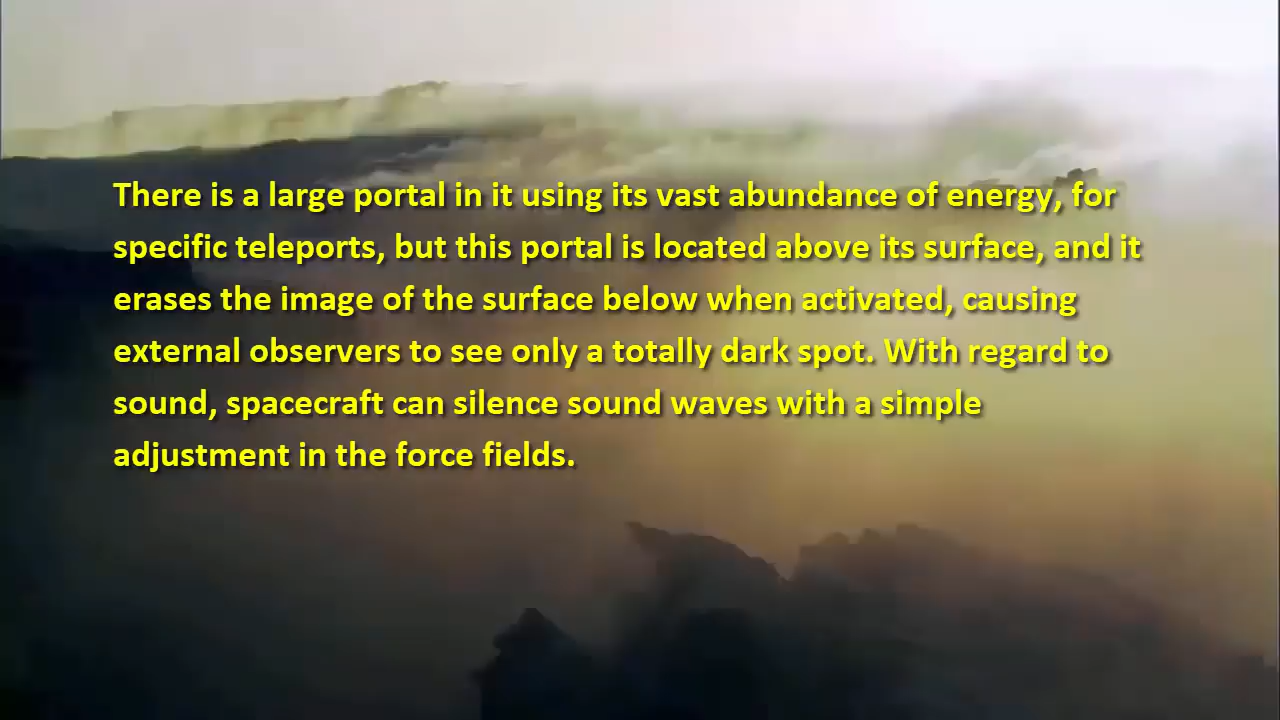 There is a large portal in it using its vast abundance of energy, for
specific teleports, but this portal is located above its surface, and it
erases the image of the surface below when activated, causing
external observers to see only a totally dark spot. With regard to
sound, spacecraft can silence sound waves with a simple
adjustment in the force fields.